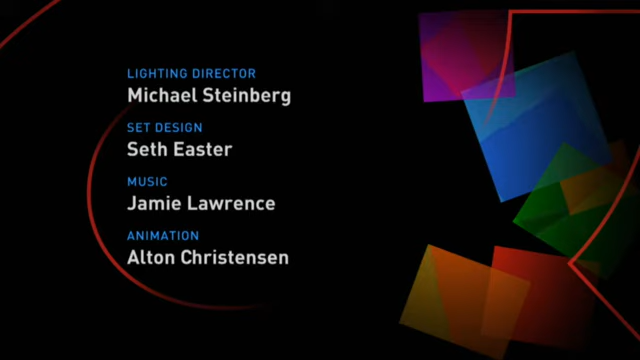 LIGHTING DIRECTOR
Michael Steinberg
SET DESIGN
Seth Easter
MUSIC
Jamie Lawrence
ANIMATION
Alton Christensen